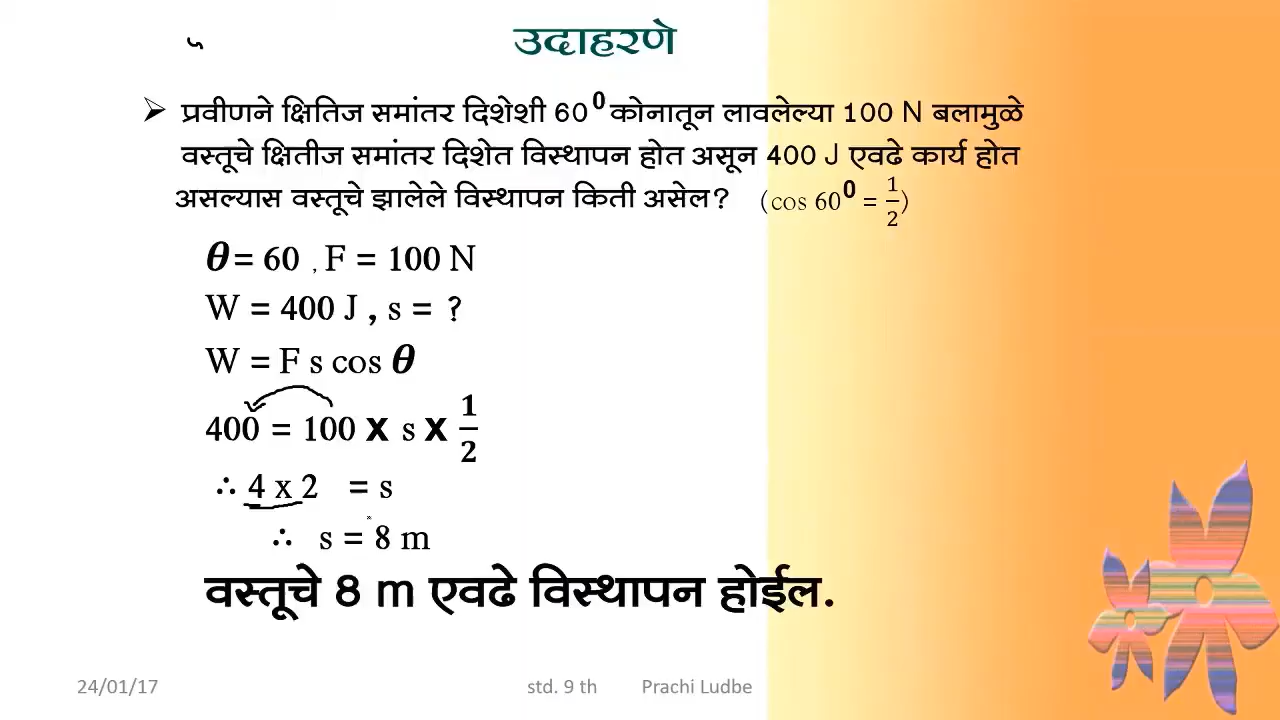 उदाहरणे
➢ प्रवीणने क्षितिज समांतर दिशेशी 60⁰ कोनातून लावलेल्या 100 N बलामुळे
वस्तूचे क्षितीज समांतर दिशेत विस्थापन होत असून 400 J एवढे कार्य होत
असल्यास वस्तूचे झालेले विस्थापन किती असेल? (cos 60⁰ = 1/2)
θ = 60 , F = 100 N
W = 400 J , s = ?
W = F s cos θ
400 = 100 x s x 1/2
∴ 4 x 2 = s
∴ s = 8 m
वस्तूचे 8 m एवढे विस्थापन होईल.
24/01/17 std. 9 th Prachi Ludbe